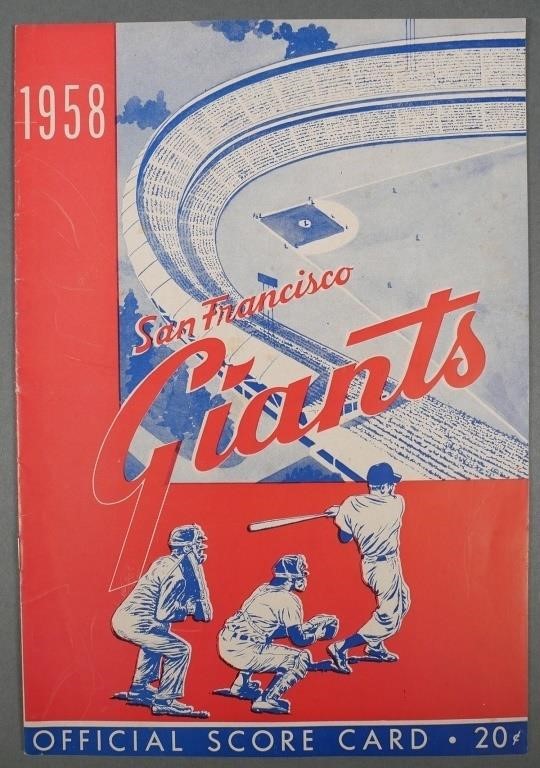 1958
San Francisco
Giants
OFFICIAL SCORE CARD • 20¢